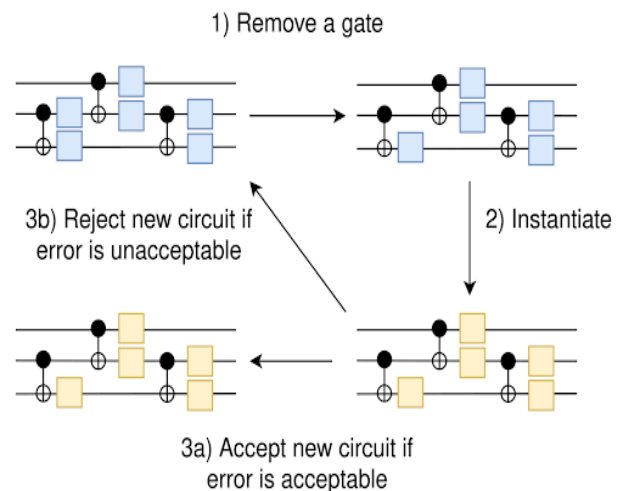 1) Remove a gate
3b) Reject new circuit if
error is unacceptable
2) Instantiate
3a) Accept new circuit if
error is acceptable